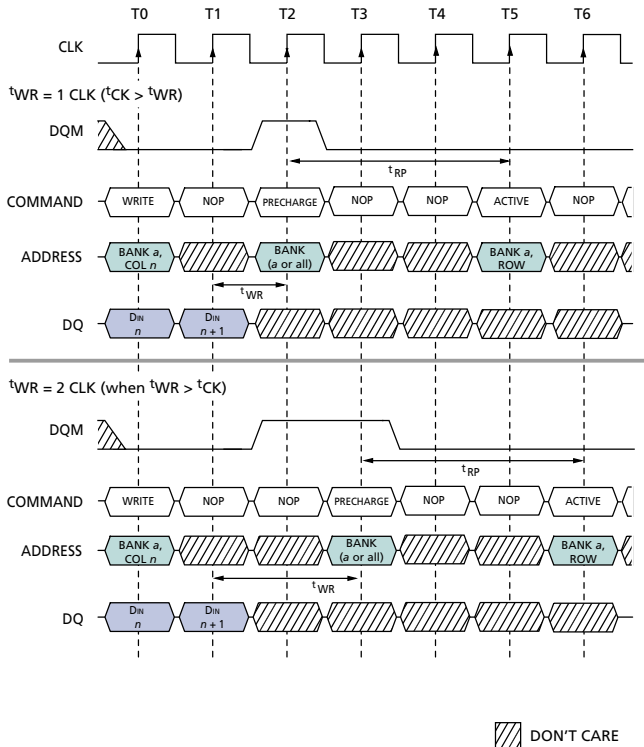 T0 T1 T2 T3 T4 T5 T6
CLK
tWR = 1 CLK (tCK > tWR)
DQM
tRP
COMMAND WRITE NOP PRECHARGE NOP NOP ACTIVE NOP
ADDRESS BANK a, COL n BANK (a or all) BANK a, ROW
tWR
DQ DIN n DIN n + 1
tWR = 2 CLK (when tWR > tCK)
DQM
tRP
COMMAND WRITE NOP NOP PRECHARGE NOP NOP ACTIVE
ADDRESS BANK a, COL n BANK (a or all) BANK a, ROW
tWR
DQ DIN n DIN n + 1
DON'T CARE